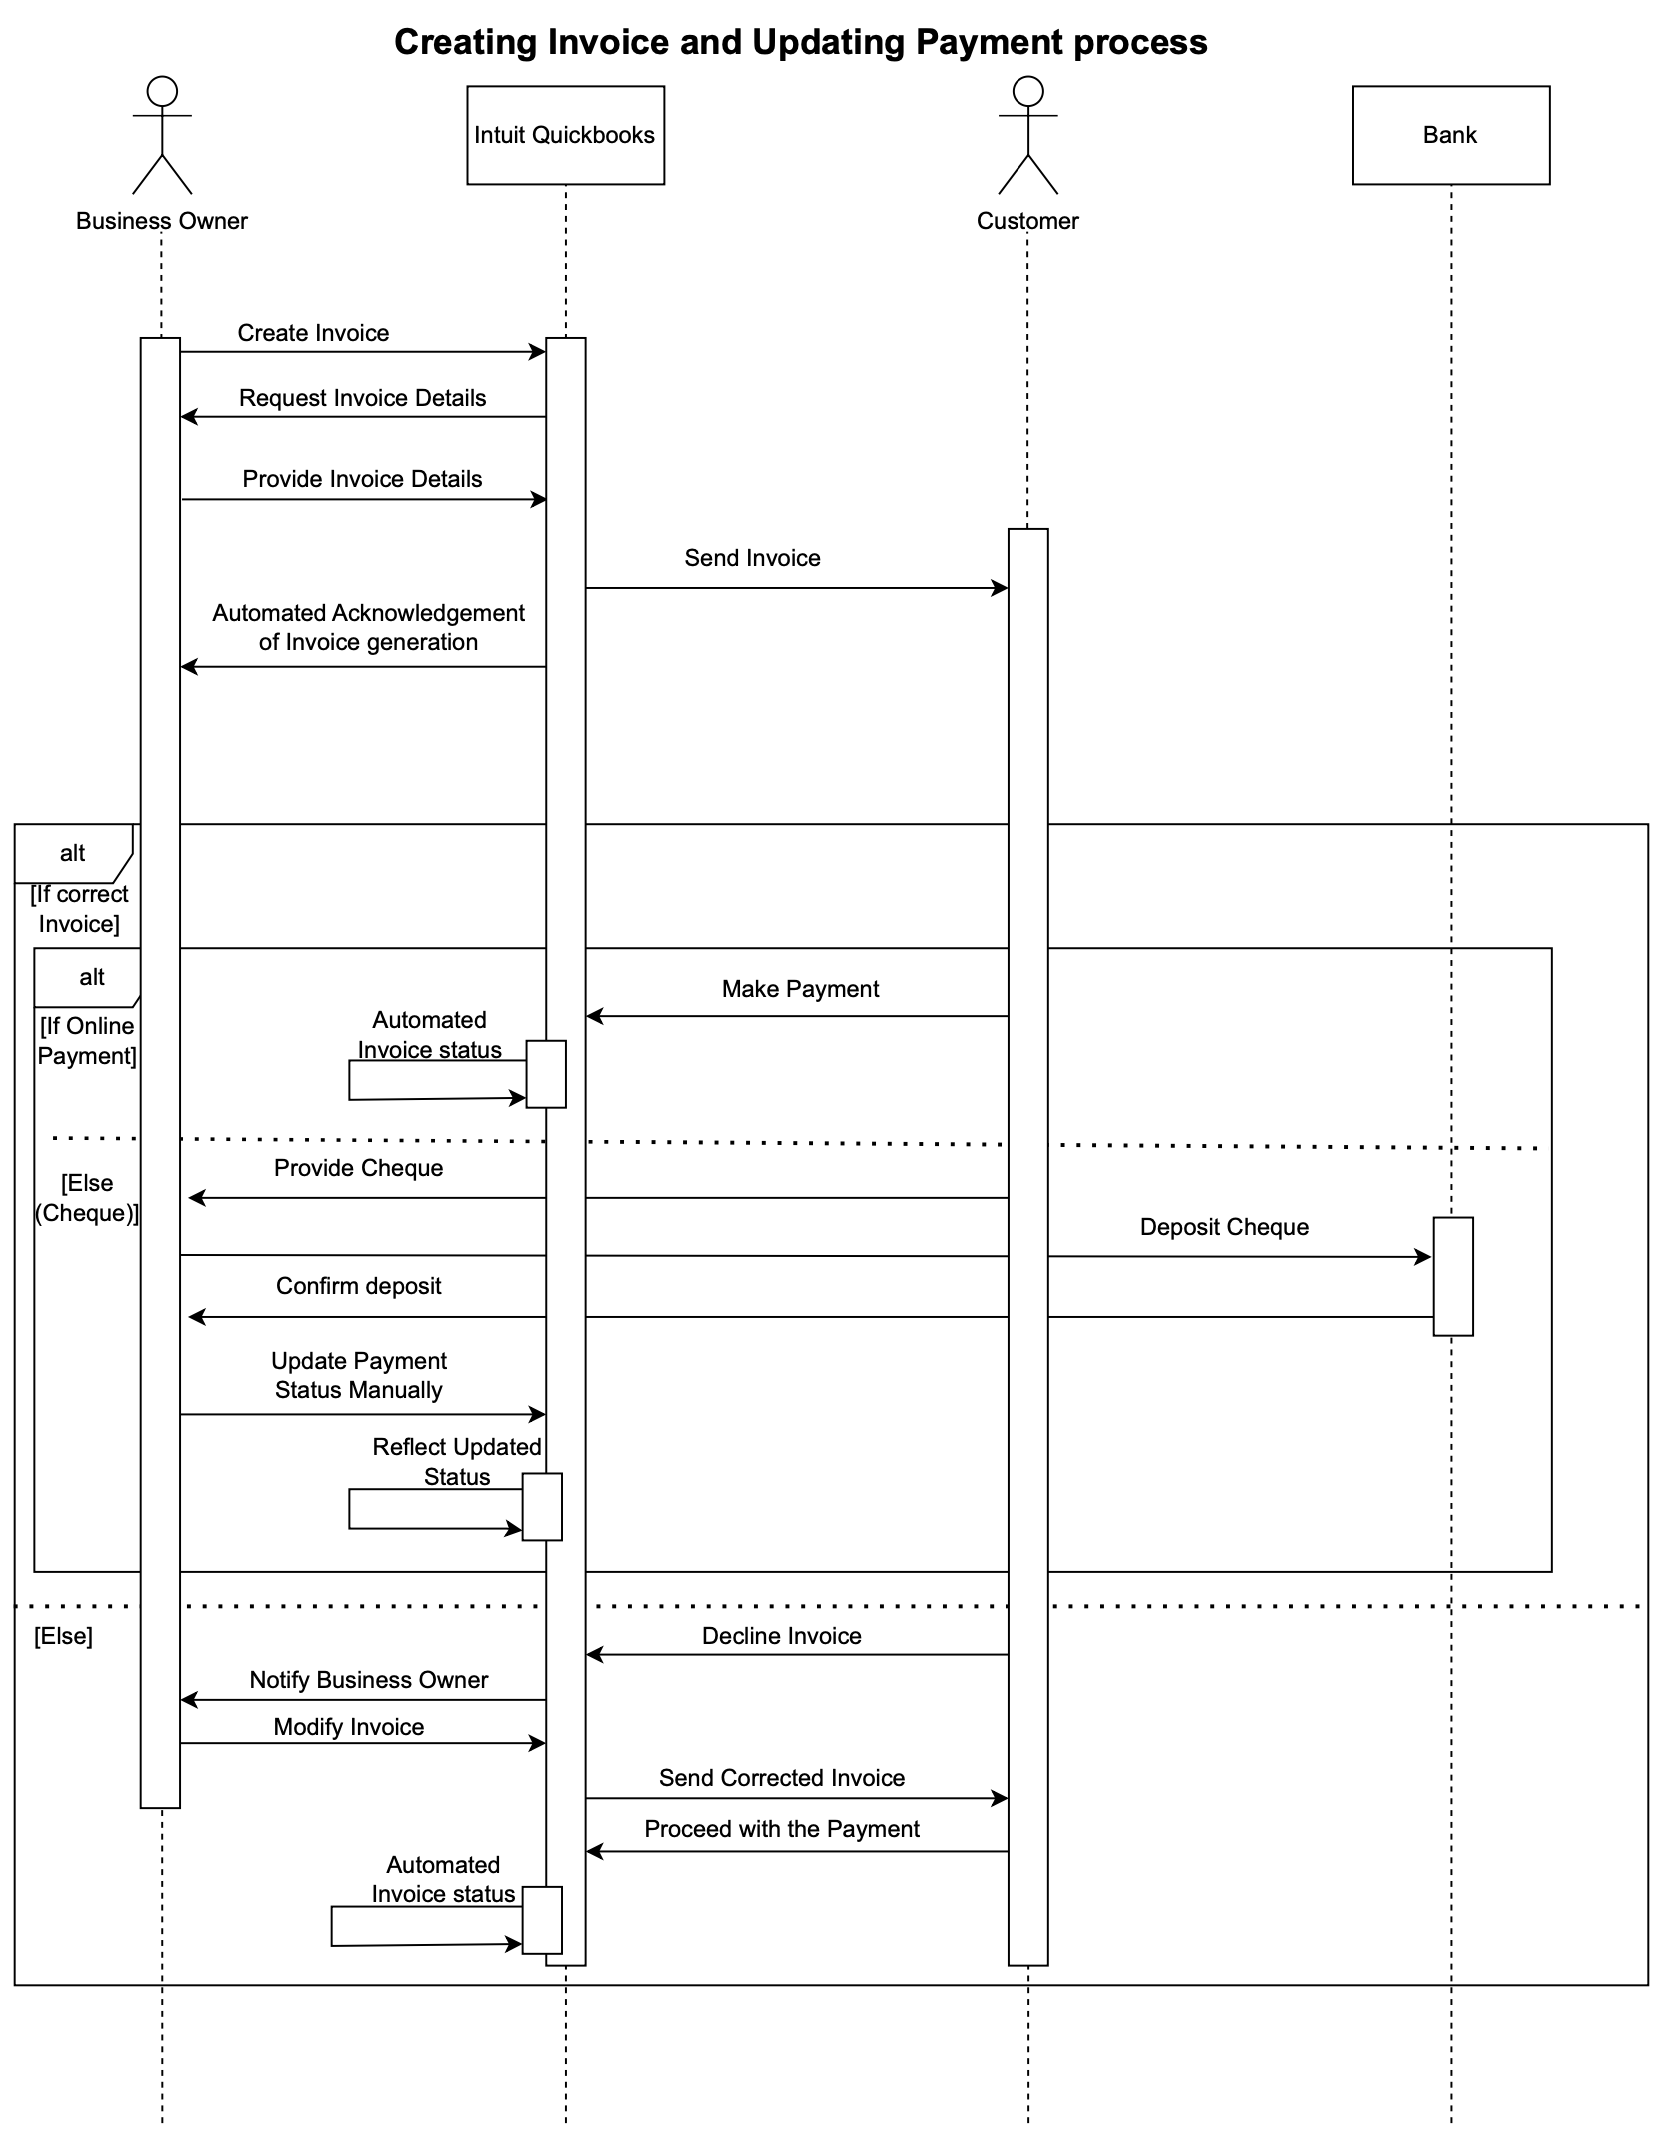 Creating Invoice and Updating Payment process
Business Owner
Intuit Quickbooks
Customer
Bank
Create Invoice
Request Invoice Details
Provide Invoice Details
Send Invoice
Automated Acknowledgement
of Invoice generation
alt
[If correct
Invoice]
alt
[If Online
Payment]
Make Payment
Automated
Invoice status
[Else
(Cheque)]
Provide Cheque
Deposit Cheque
Confirm deposit
Update Payment
Status Manually
Reflect Updated
Status
[Else]
Decline Invoice
Notify Business Owner
Modify Invoice
Send Corrected Invoice
Proceed with the Payment
Automated
Invoice status